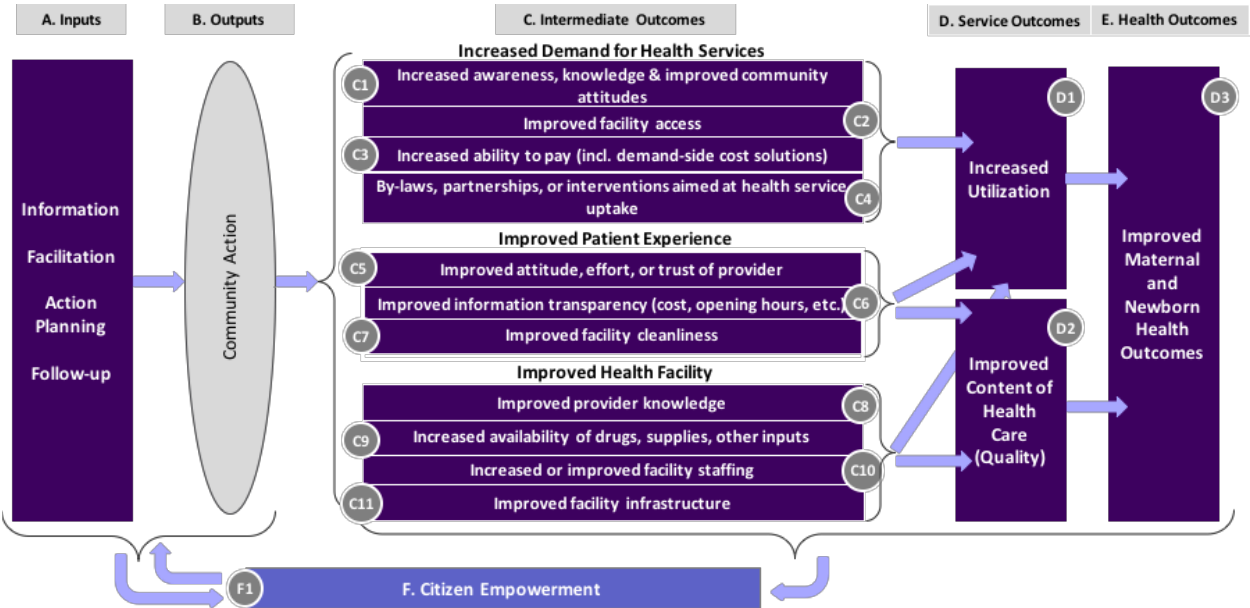 A. Inputs
B. Outputs
C. Intermediate Outcomes
D. Service Outcomes
E. Health Outcomes
Information
Facilitation
Action
Planning
Follow-up
Community Action
Increased Demand for Health Services
C1
Increased awareness, knowledge & improved community
attitudes
C2
Improved facility access
C3
Increased ability to pay (incl. demand-side cost solutions)
By-laws, partnerships, or interventions aimed at health service
uptake
C4
Improved Patient Experience
C5
Improved attitude, effort, or trust of provider
Improved information transparency (cost, opening hours, etc.)
C6
C7
Improved facility cleanliness
Improved Health Facility
Improved provider knowledge
C8
C9
Increased availability of drugs, supplies, other inputs
Increased or improved facility staffing
C10
C11
Improved facility infrastructure
D1
Increased
Utilization
D2
Improved
Content of
Health
Care
(Quality)
D3
Improved
Maternal
and
Newborn
Health
Outcomes
F1
F. Citizen Empowerment